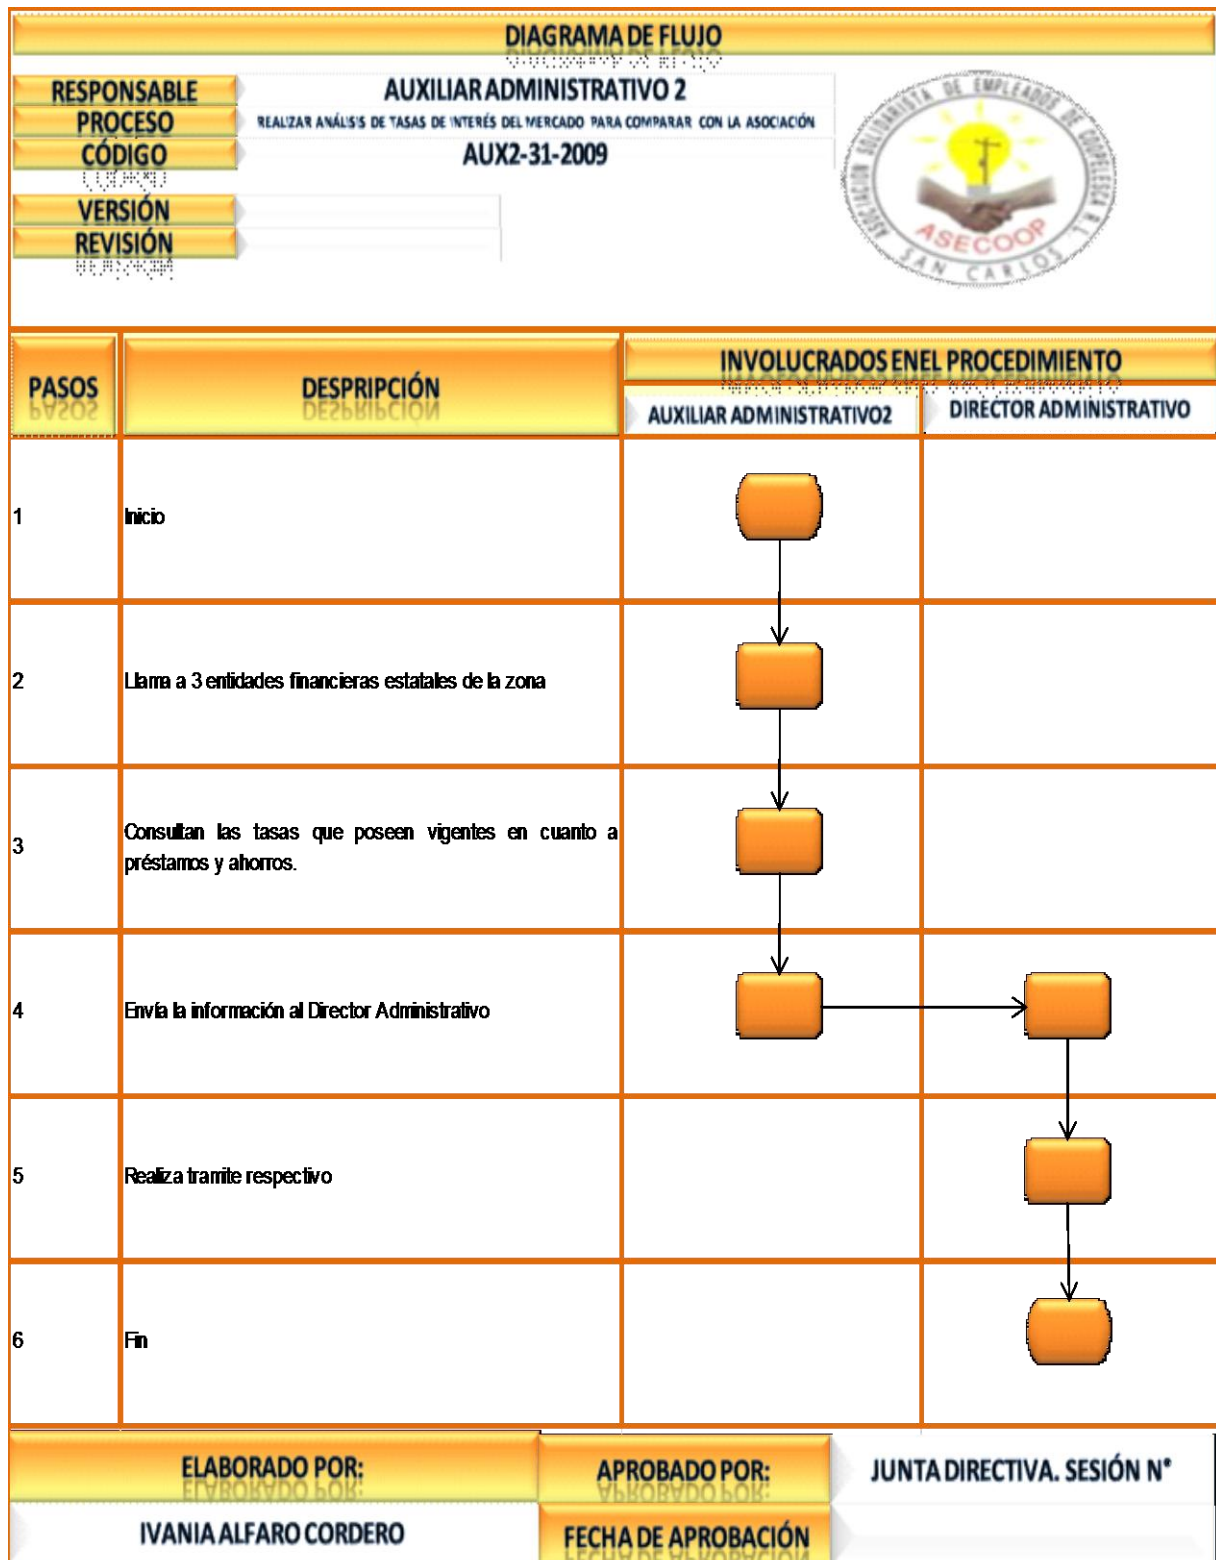 DIAGRAMA DE FLUJO
RESPONSABLE
AUXILIAR ADMINISTRATIVO 2
PROCESO
REALIZAR ANÁLISIS DE TASAS DE INTERÉS DEL MERCADO PARA COMPARAR CON LA ASOCIACIÓN
CÓDIGO
AUX2-31-2009
VERSIÓN
REVISIÓN
ASOCIACIÓN SOLIDARISTA DE EMPLEADOS DE COOPELESCA R.L.
ASECOOP
SAN CARLOS
PASOS
DESPRIPCIÓN
INVOLUCRADOS ENEL PROCEDIMIENTO
AUXILIAR ADMINISTRATIVO2
DIRECTOR ADMINISTRATIVO
1
Inicio
2
Llama a 3 entidades financieras estatales de la zona
3
Consultan las tasas que poseen vigentes en cuanto a
préstamos y ahorros.
4
Envía la información al Director Administrativo
5
Realiza tramite respectivo
6
Fin
ELABORADO POR:
APROBADO POR:
JUNTA DIRECTIVA. SESIÓN N°
IVANIA ALFARO CORDERO
FECHA DE APROBACIÓN